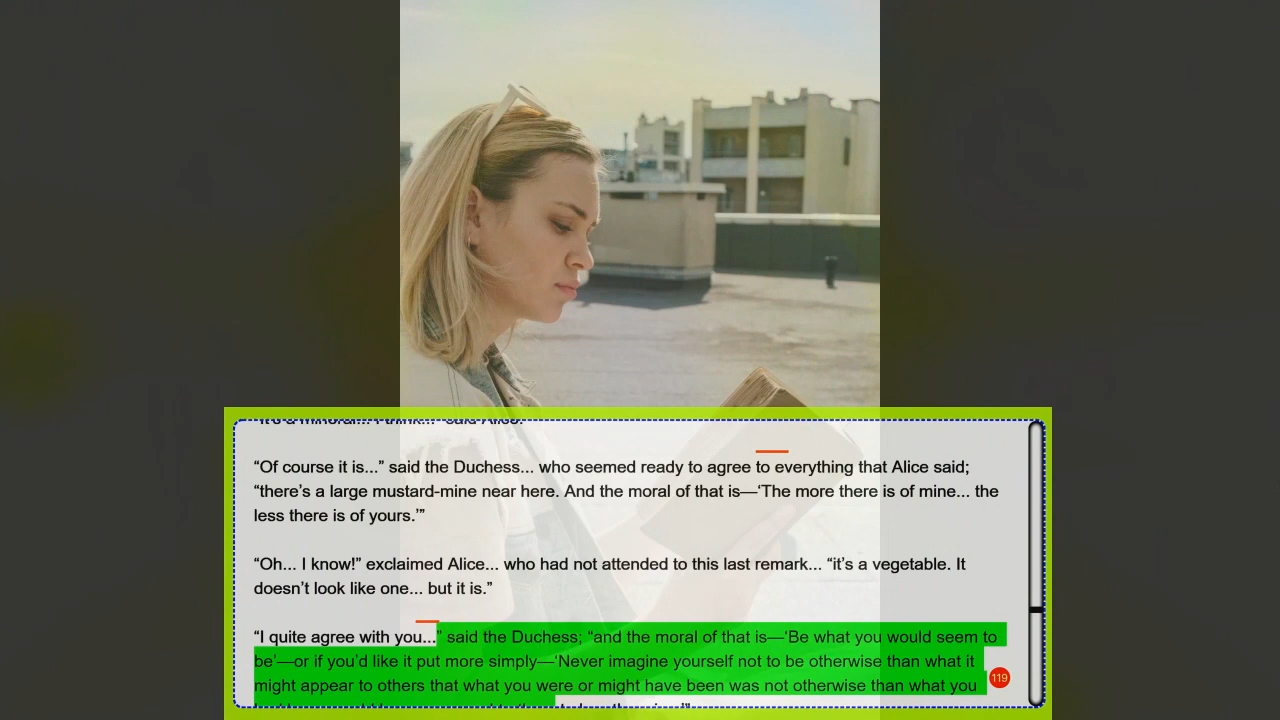 “It’s a mineral... I think...” said Alice.
“Of course it is...” said the Duchess... who seemed ready to agree to everything that Alice said;
“there’s a large mustard-mine near here. And the moral of that is—‘The more there is of mine... the
less there is of yours.’”
“Oh... I know!” exclaimed Alice... who had not attended to this last remark... “it’s a vegetable. It
doesn’t look like one... but it is.”
“I quite agree with you...” said the Duchess; “and the moral of that is—‘Be what you would seem to
be’—or if you’d like it put more simply—‘Never imagine yourself not to be otherwise than what it
might appear to others that what you were or might have been was not otherwise than what you
119